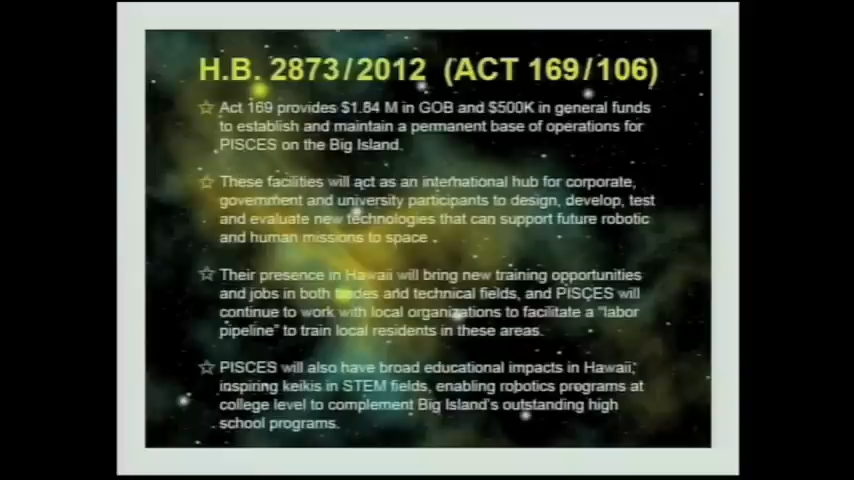 H.B. 2873/2012 (ACT 169/106)
Act 169 provides $1.84 M in GOB and $500K in general funds
to establish and maintain a permanent base of operations for
PISCES on the Big Island.
These facilities will act as an international hub for corporate,
government and university participants to design, develop, test
and evaluate new technologies that can support future robotic
and human missions to space .
Their presence in Hawaii will bring new training opportunities
and jobs in both trades and technical fields, and PISCES will
continue to work with local organizations to facilitate a "labor
pipeline" to train local residents in these areas.
PISCES will also have broad educational impacts in Hawaii,
inspiring keikis in STEM fields, enabling robotics programs at
college level to complement Big Island's outstanding high
school programs.